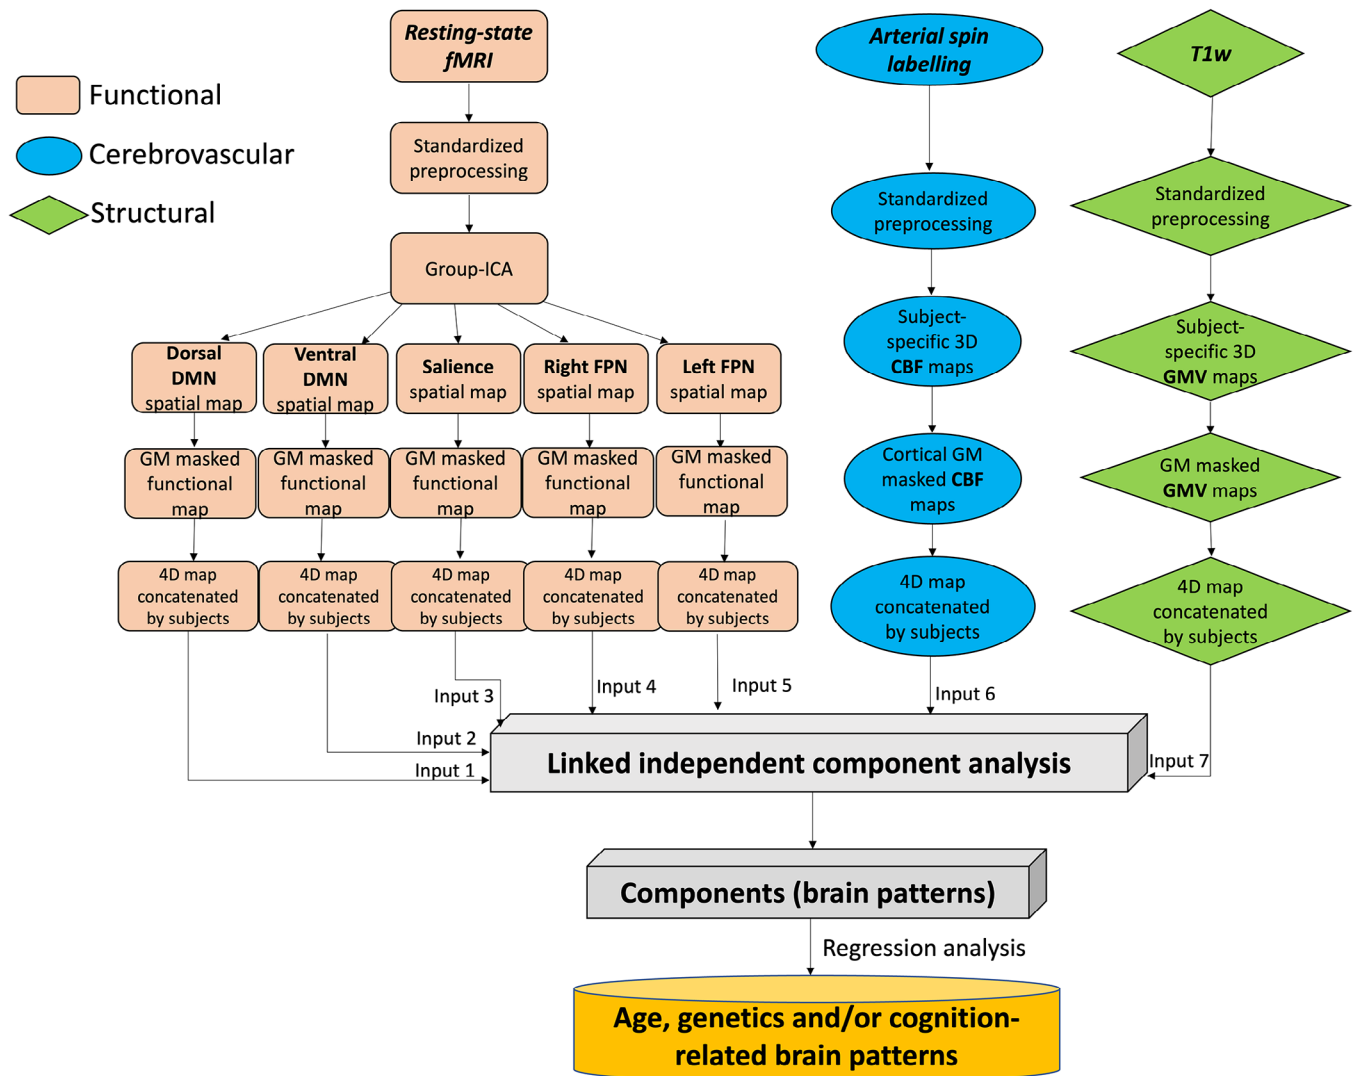 Resting-state
fMRI
Arterial spin
labelling
T1w
Functional
Cerebrovascular
Structural
Standardized
preprocessing
Standardized
preprocessing
Standardized
preprocessing
Group-ICA
Dorsal
DMN
spatial map
Ventral
DMN
spatial map
Salience
spatial map
Right FPN
spatial map
Left FPN
spatial map
Subject-
specific 3D
CBF maps
Subject-
specific 3D
GMV maps
GM masked
functional
map
GM masked
functional
map
GM masked
functional
map
GM masked
functional
map
GM masked
functional
map
Cortical GM
masked CBF
maps
GM masked
GMV maps
4D map
concatenated
by subjects
4D map
concatenated
by subjects
4D map
concatenated
by subjects
4D map
concatenated
by subjects
4D map
concatenated
by subjects
4D map
concatenated
by subjects
4D map
concatenated
by subjects
Input 3
Input 4
Input 5
Input 6
Input 2
Input 1
Input 7
Linked independent component analysis
Components (brain patterns)
Regression analysis
Age, genetics and/or cognition-
related brain patterns